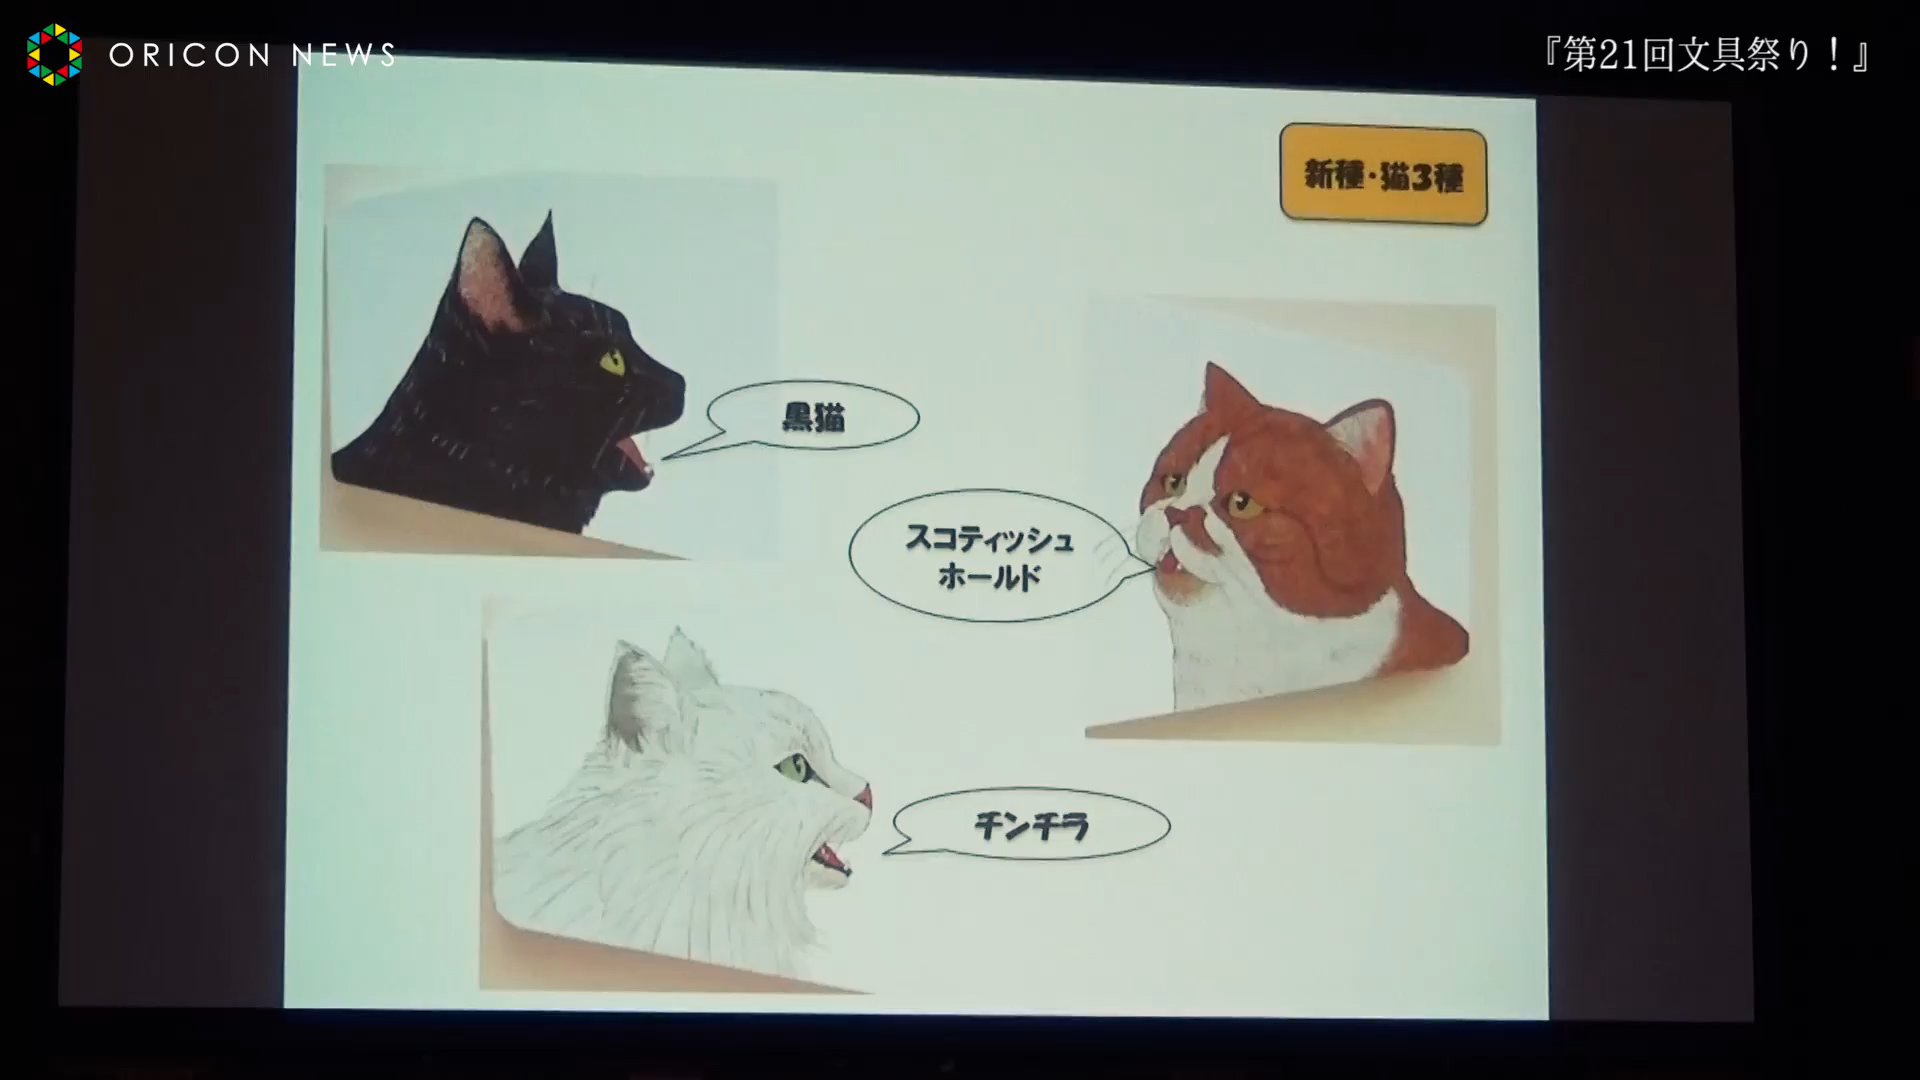 ORICON NEWS
『第21回文具祭り！』
新種・猫3種
黒猫
スコティッシュ
ホールド
チンチラ